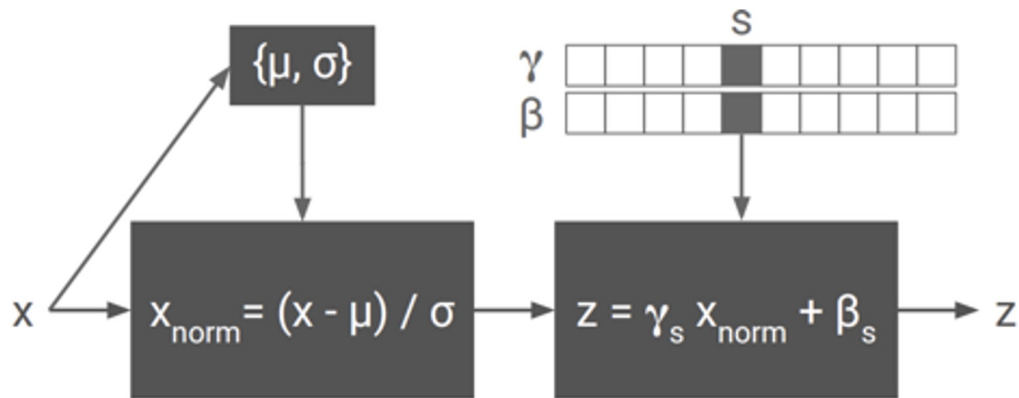 s
{μ, σ}
γ
β
x
x_norm = (x - μ) / σ
z = γ_s x_norm + β_s
z